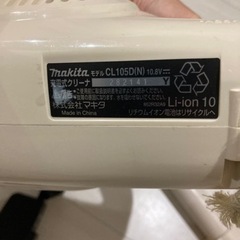 makita モデル CL105D(N) 10.8V
充電式クリーナ
252141 Y
株式会社マキタ
Made in China
Li-ion 10
リチウムイオン電池はリサイクルへ